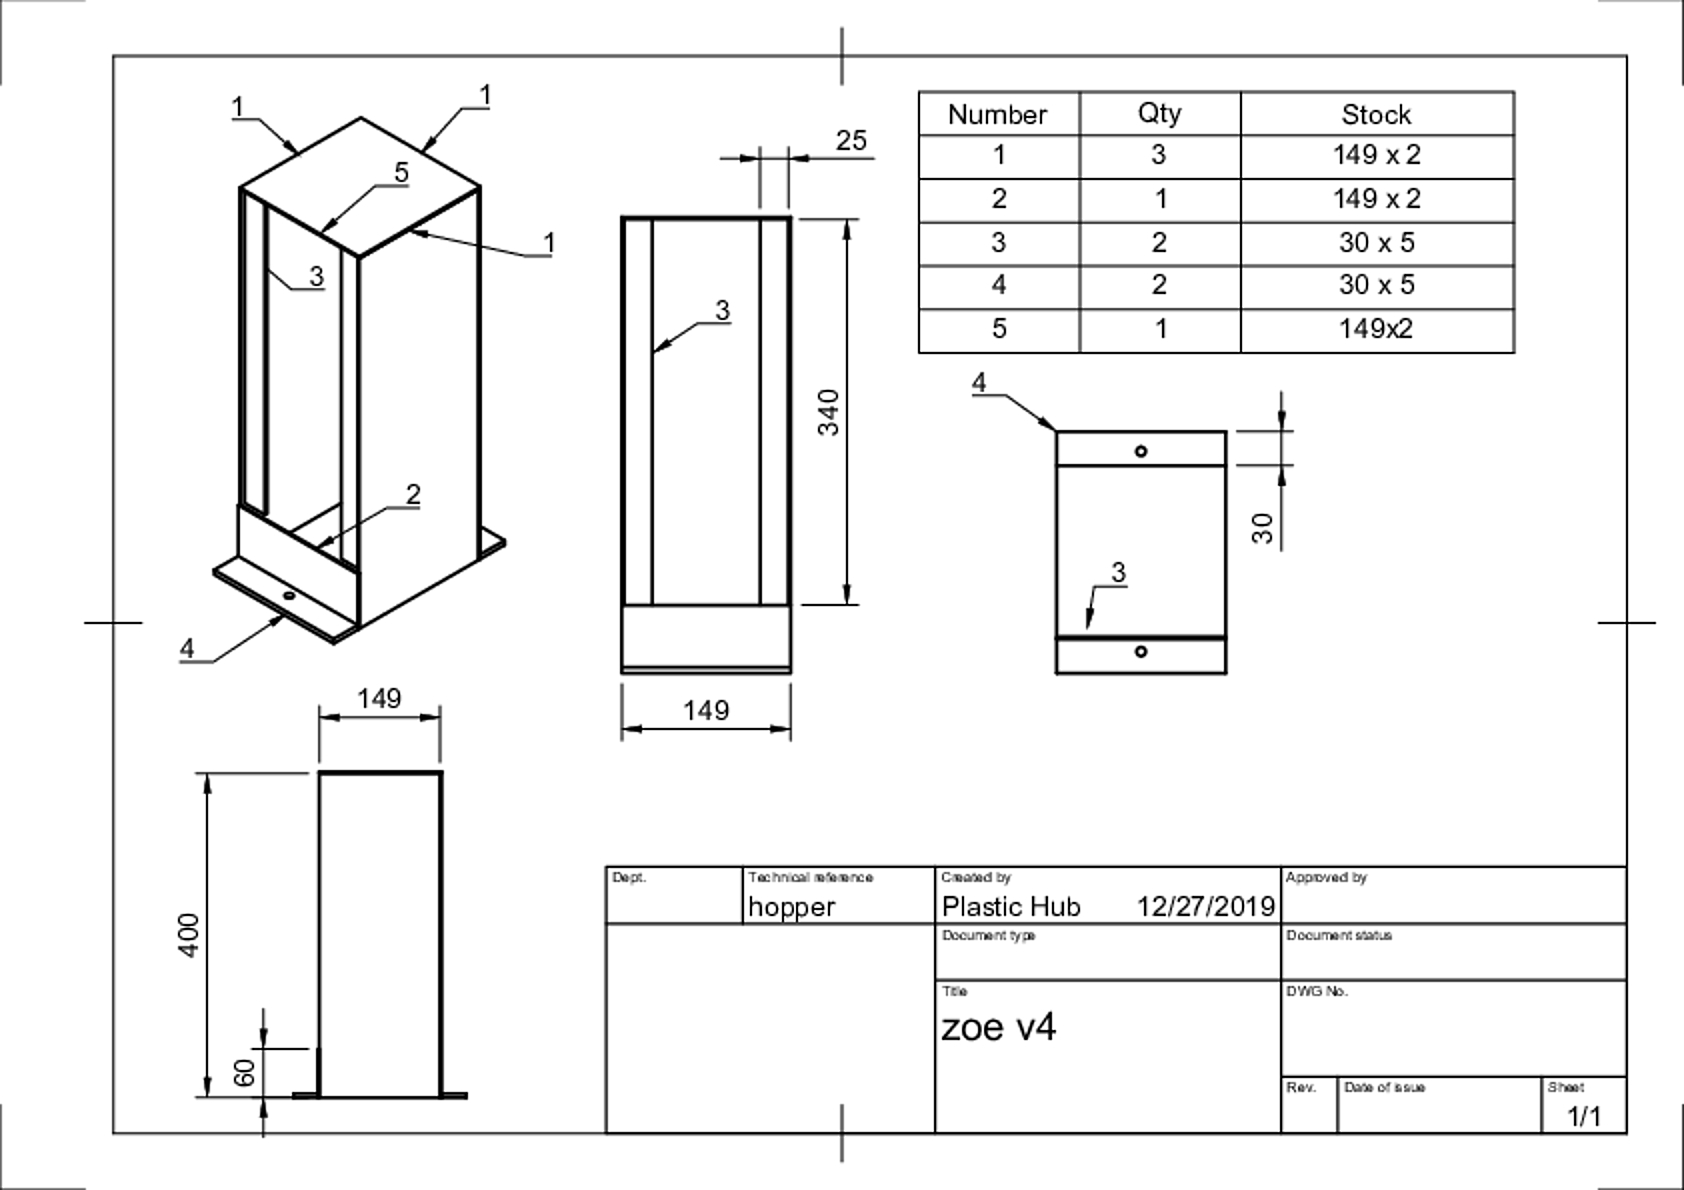 1
1
5
1
3
2
4
25
3
340
149
Number Qty Stock
1 3 149 x 2
2 1 149 x 2
3 2 30 x 5
4 2 30 x 5
5 1 149x2
4
30
3
149
400
60
Dept. Technical reference Created by Approved by
hopper Plastic Hub 12/27/2019
Document type Document status
Title DWG No.
zoe v4
Rev. Date of issue Sheet
1/1